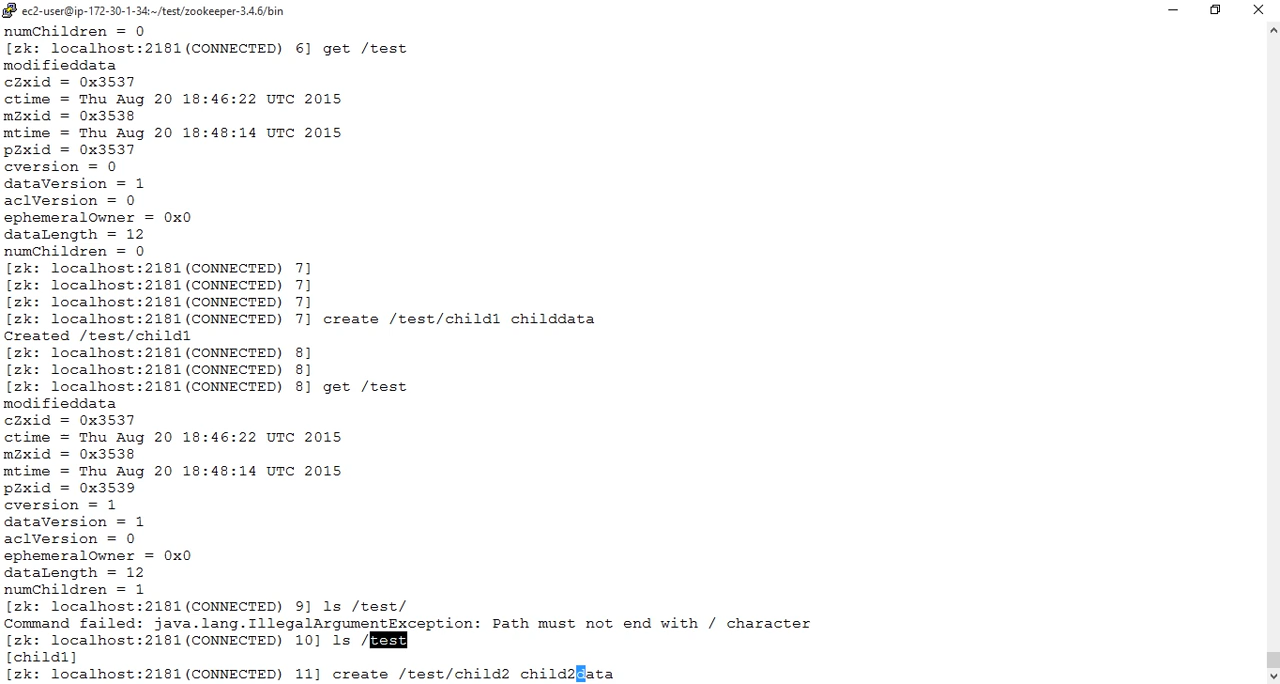 ec2-user@ip-172-30-1-34:~/test/zookeeper-3.4.6/bin
numChildren = 0
[zk: localhost:2181(CONNECTED) 6] get /test
modifieddata
cZxid = 0x3537
ctime = Thu Aug 20 18:46:22 UTC 2015
mZxid = 0x3538
mtime = Thu Aug 20 18:48:14 UTC 2015
pZxid = 0x3537
cversion = 0
dataVersion = 1
aclVersion = 0
ephemeralOwner = 0x0
dataLength = 12
numChildren = 0
[zk: localhost:2181(CONNECTED) 7]
[zk: localhost:2181(CONNECTED) 7]
[zk: localhost:2181(CONNECTED) 7]
[zk: localhost:2181(CONNECTED) 7] create /test/child1 childdata
Created /test/child1
[zk: localhost:2181(CONNECTED) 8]
[zk: localhost:2181(CONNECTED) 8]
[zk: localhost:2181(CONNECTED) 8] get /test
modifieddata
cZxid = 0x3537
ctime = Thu Aug 20 18:46:22 UTC 2015
mZxid = 0x3538
mtime = Thu Aug 20 18:48:14 UTC 2015
pZxid = 0x3539
cversion = 1
dataVersion = 1
aclVersion = 0
ephemeralOwner = 0x0
dataLength = 12
numChildren = 1
[zk: localhost:2181(CONNECTED) 9] ls /test/
Command failed: java.lang.IllegalArgumentException: Path must not end with / character
[zk: localhost:2181(CONNECTED) 10] ls /test
[child1]
[zk: localhost:2181(CONNECTED) 11] create /test/child2 child2data